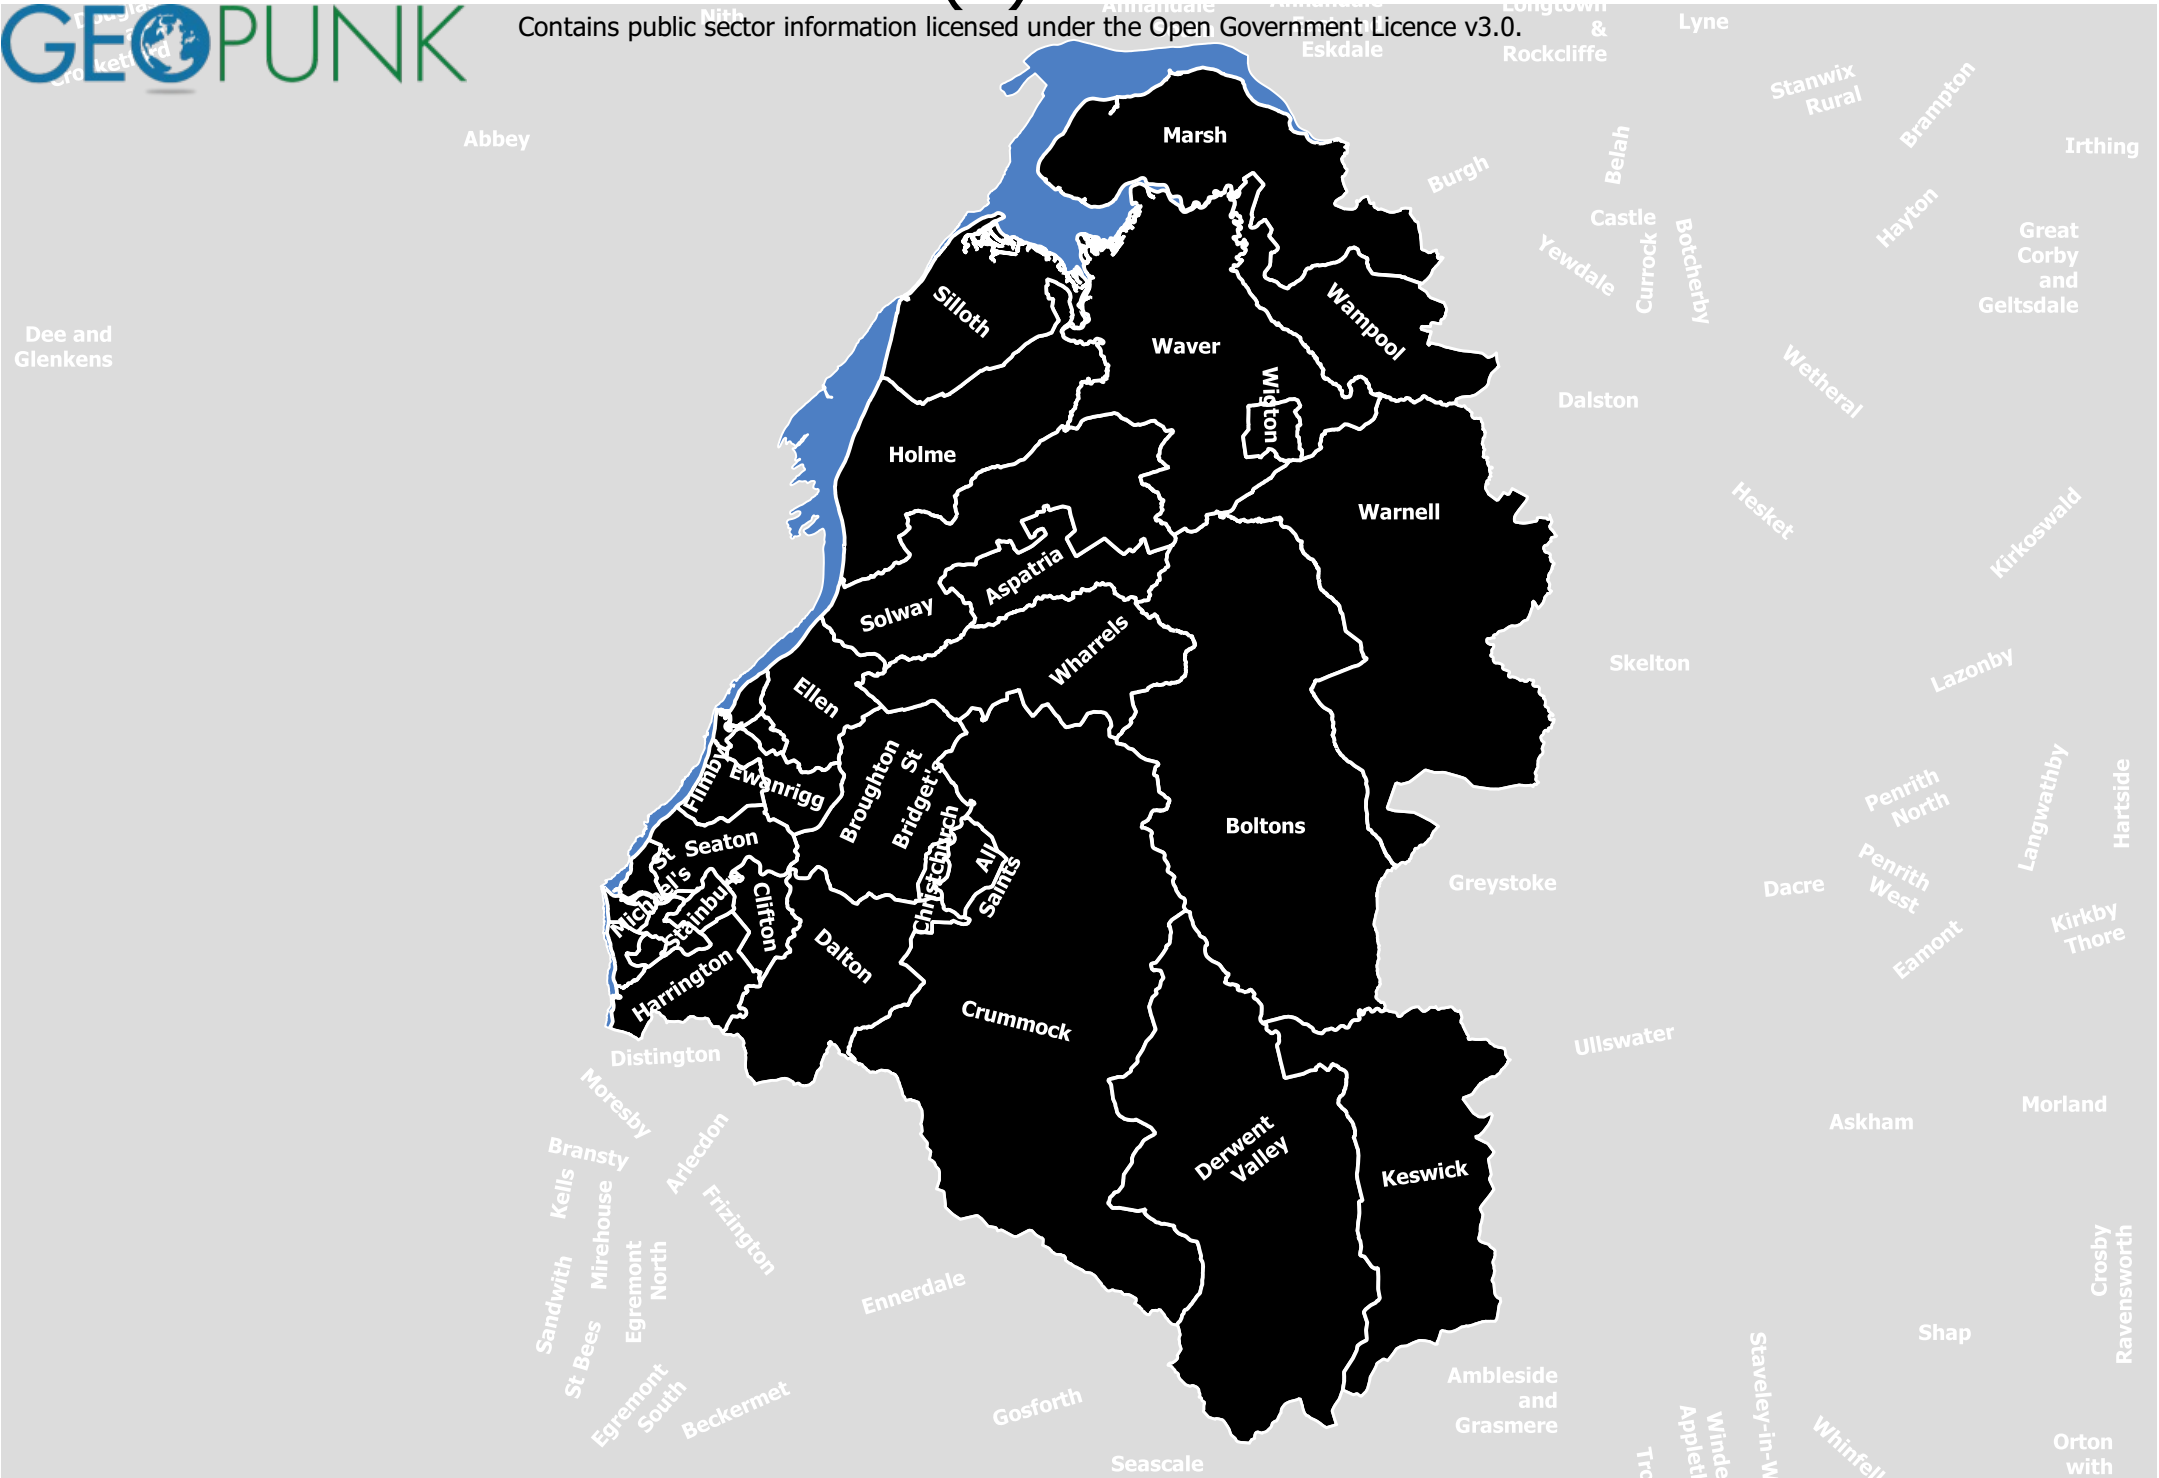 GEOPUNK
Contains public sector information licensed under the Open Government Licence v3.0.
Nith
Eskdale
&
Rockcliffe
Lyne
Stanwix
Rural
Brampton
Abbey
Marsh
Burgh
Belah
Irthing
Castle
Hayton
Great
Corby
and
Geltsdale
Yewdale
Currock
Botcherby
Dee and
Glenkens
Silloth
Waver
Wampool
Wigton
Dalston
Wetheral
Holme
Warnell
Hesket
Kirkoswald
Aspatria
Solway
Wharrels
Skelton
Lazonby
Ellen
Flimby
Ewanrigg
Broughton
St
Bridget's
Christchurch
All
Saints
Boltons
Penrith
North
Langwathby
Hartside
Seaton
St
Michael's
Stainburn
Clifton
Harrington
Dalton
Greystoke
Dacre
Penrith
West
Kirkby
Thore
Eamont
Crummock
Ullswater
Distington
Moresby
Bransty
Arlecdon
Kells
Mirehouse
Frizington
Egremont
North
Sandwith
St Bees
Egremont
South
Beckermet
Ennerdale
Gosforth
Seascale
Derwent
Valley
Keswick
Askham
Morland
Crosby
Ravensworth
Shap
Ambleside
and
Grasmere
Staveley-in-W
Whinfell
Orton
with